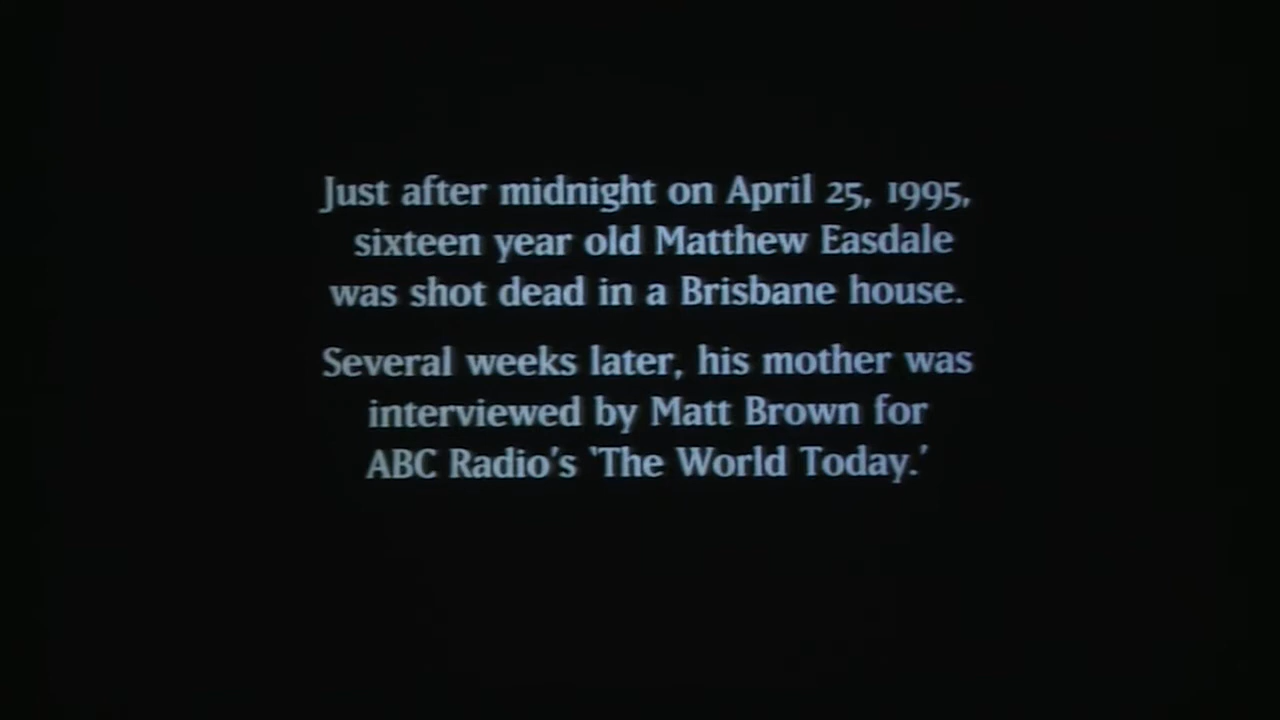 Just after midnight on April 25, 1995,
sixteen year old Matthew Easdale
was shot dead in a Brisbane house.
Several weeks later, his mother was
interviewed by Matt Brown for
ABC Radio's 'The World Today.'